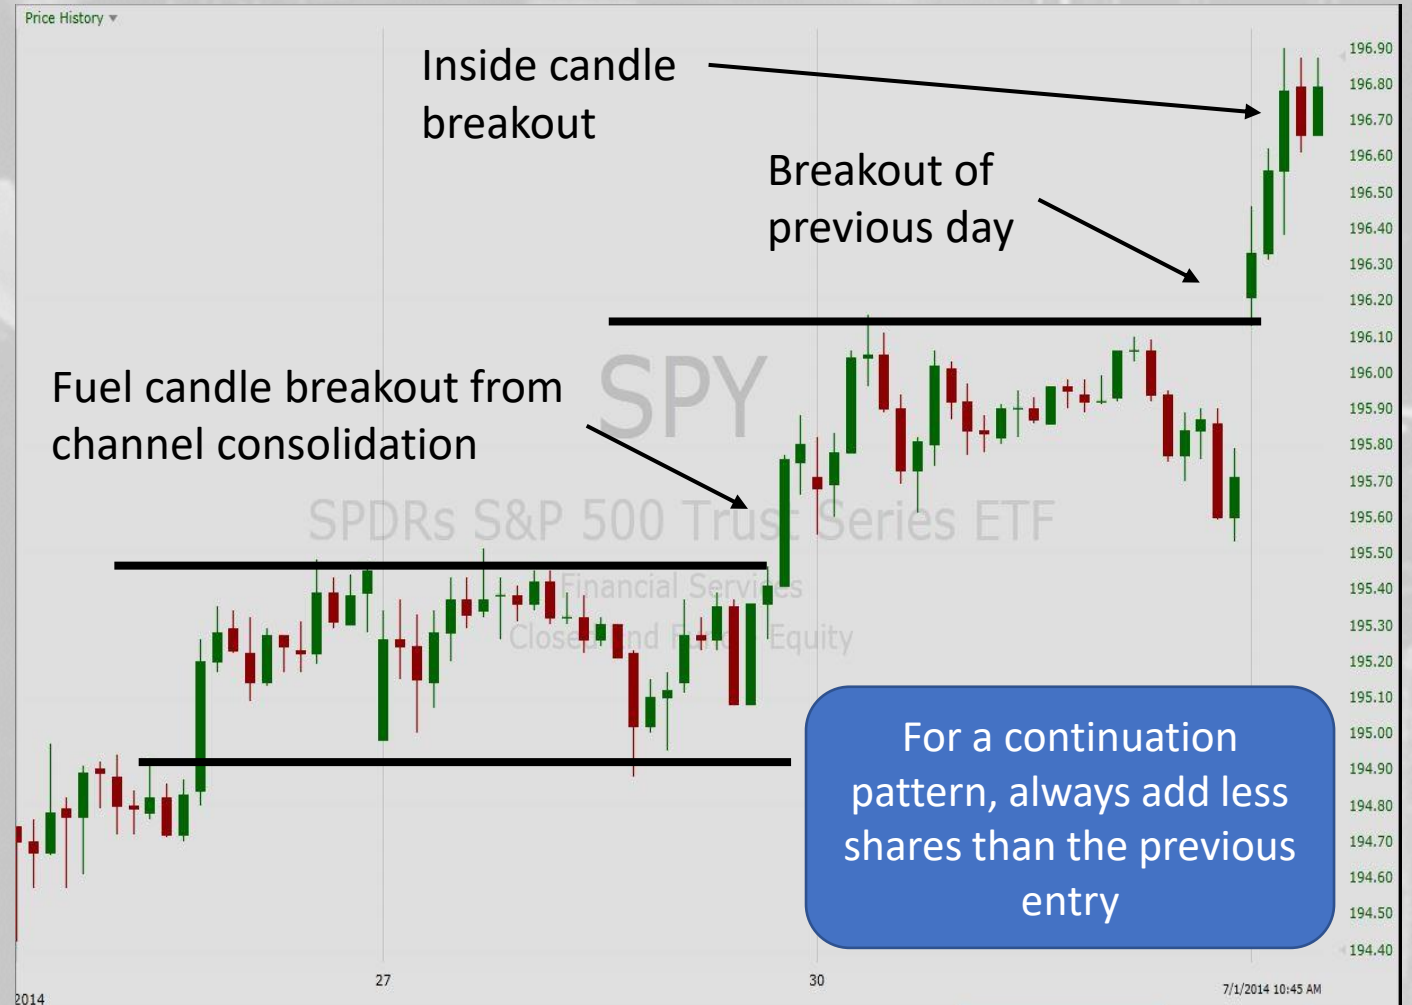 Price History
Inside candle
breakout
Breakout of
previous day
Fuel candle breakout from
channel consolidation
SPY
SPDRs S&P 500 Trust Series ETF
Financial Services
Closed End Fund Equity
For a continuation
pattern, always add less
shares than the previous
entry
196.90
196.80
196.70
196.60
196.50
196.40
196.30
196.20
196.10
196.00
195.90
195.80
195.70
195.60
195.50
195.40
195.30
195.20
195.10
195.00
194.90
194.80
194.70
194.60
194.50
194.40
2014
27
30
7/1/2014 10:45 AM